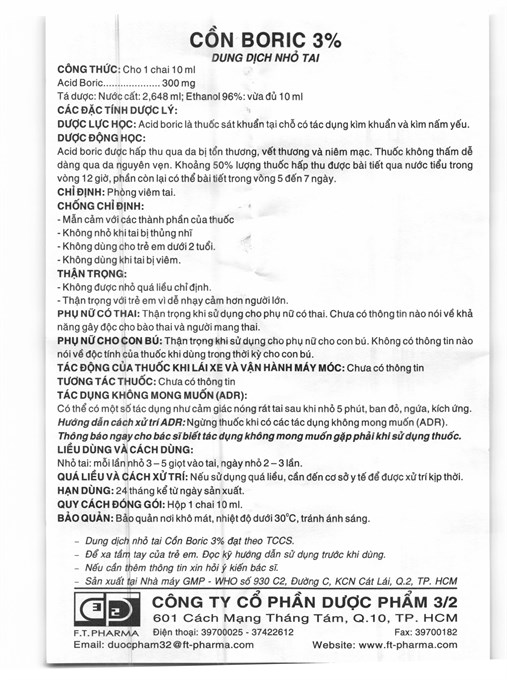 CỒN BORIC 3%
DUNG DỊCH NHỎ TAI
CÔNG THỨC: Cho 1 chai 10 ml
Acid Boric..................... 300 mg
Tá dược: Nước cất: 2,648 ml; Ethanol 96%: vừa đủ 10 ml
CÁC ĐẶC TÍNH DƯỢC LÝ:
DƯỢC LỰC HỌC: Acid boric là thuốc sát khuẩn tại chỗ có tác dụng kìm khuẩn và kìm nấm yếu.
DƯỢC ĐỘNG HỌC:
Acid boric được hấp thu qua da bị tổn thương, vết thương và niêm mạc. Thuốc không thấm dễ
dàng qua da nguyên vẹn. Khoảng 50% lượng thuốc hấp thu được bài tiết qua nước tiểu trong
vòng 12 giờ, phần còn lại có thể bài tiết trong vòng 5 đến 7 ngày.
CHỈ ĐỊNH: Phòng viêm tai.
CHỐNG CHỈ ĐỊNH:
- Mẫn cảm với các thành phần của thuốc
- Không nhỏ khi tai bị thủng nhĩ
- Không dùng cho trẻ em dưới 2 tuổi.
- Không dùng khi tai bị viêm.
THẬN TRỌNG:
- Không được nhỏ quá liều chỉ định.
- Thận trọng với trẻ em vì dễ nhạy cảm hơn người lớn.
PHỤ NỮ CÓ THAI: Thận trọng khi sử dụng cho phụ nữ có thai. Chưa có thông tin nào nói về khả
năng gây độc cho bào thai và người mang thai.
PHỤ NỮ CHO CON BÚ: Thận trọng khi sử dụng cho phụ nữ cho con bú. Không có thông tin nào
nói về độc tính của thuốc khi dùng trong thời kỳ cho con bú.
TÁC ĐỘNG CỦA THUỐC KHI LÁI XE VÀ VẬN HÀNH MÁY MÓC: Chưa có thông tin
TƯƠNG TÁC THUỐC: Chưa có thông tin
TÁC DỤNG KHÔNG MONG MUỐN (ADR):
Có thể có một số tác dụng như cảm giác nóng rát tai sau khi nhỏ 5 phút, ban đỏ, ngứa, kích ứng.
Hướng dẫn cách xử trí ADR: Ngừng thuốc khi có các tác dụng không mong muốn (ADR).
Thông báo ngay cho bác sĩ biết tác dụng không mong muốn gặp phải khi sử dụng thuốc.
LIỀU DÙNG VÀ CÁCH DÙNG:
Nhỏ tai: mỗi lần nhỏ 3 – 5 giọt vào tai, ngày nhỏ 2 – 3 lần.
QUÁ LIỀU VÀ CÁCH XỬ TRÍ: Nếu sử dụng quá liều, cần đến cơ sở y tế để được xử trí kịp thời.
HẠN DÙNG: 24 tháng kể từ ngày sản xuất.
QUY CÁCH ĐÓNG GÓI: Hộp 1 chai 10 ml.
BẢO QUẢN: Bảo quản nơi khô mát, nhiệt độ dưới 30°C, tránh ánh sáng.
– Dung dịch nhỏ tai Cồn Boric 3% đạt theo TCCS.
– Để xa tầm tay của trẻ em. Đọc kỹ hướng dẫn sử dụng trước khi dùng.
– Nếu cần thêm thông tin xin hỏi ý kiến bác sĩ.
– Sản xuất tại Nhà máy GMP - WHO số 930 C2, Đường C, KCN Cát Lái, Q.2, TP. HCM
CÔNG TY CỔ PHẦN DƯỢC PHẨM 3/2
601 Cách Mạng Tháng Tám, Q.10, TP. HCM
F.T. PHARMA Điện thoại: 39700025 - 37422612 Fax: 39700182
Email: duocpham32@ft-pharma.com Website: www.ft-pharma.com